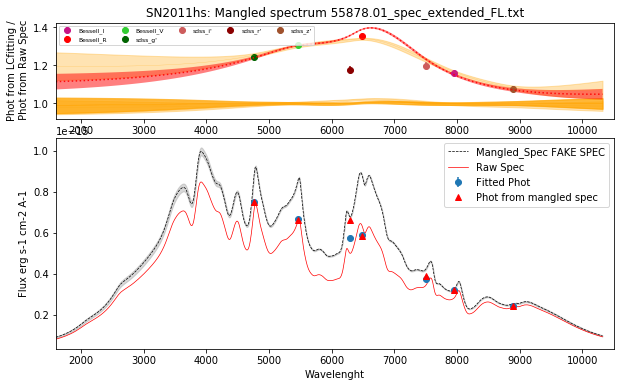 SN2011hs: Mangled spectrum 55878.01_spec_extended_FL.txt
Phot from LCfitting /
Phot from Raw Spec
1.4
1.2
1.0
Bessell_I
Bessell_R
Bessell_V
sdss_g'
sdss_i'
sdss_r'
sdss_z'
2000 3000 4000 5000 6000 7000 8000 9000 10000
Flux erg s-1 cm-2 A-1
1.0
0.8
0.6
0.4
0.2
Mangled_Spec FAKE SPEC
Raw Spec
Fitted Phot
Phot from mangled spec
2000 3000 4000 5000 6000 7000 8000 9000 10000
Wavelenght